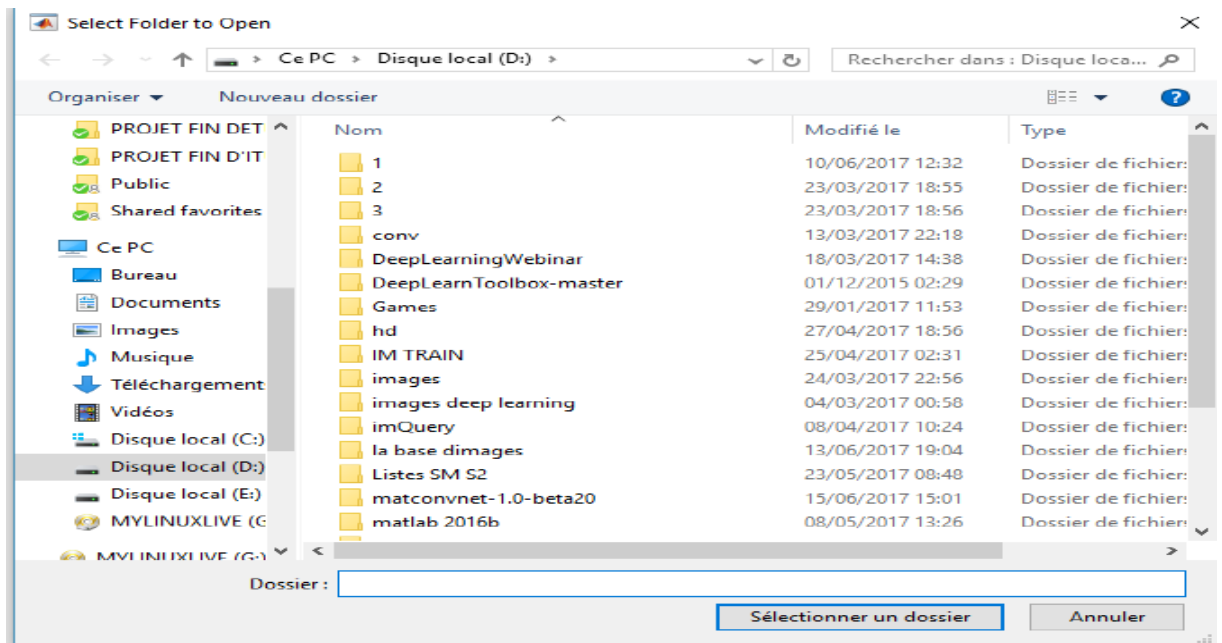 Select Folder to Open
Ce PC > Disque local (D:) >
Rechercher dans : Disque loca...
Organiser
Nouveau dossier
PROJET FIN DET
PROJET FIN D'IT
Public
Shared favorites
Ce PC
Bureau
Documents
Images
Musique
Téléchargement
Vidéos
Disque local (C:)
Disque local (D:)
Disque local (E:)
MYLINUXLIVE (G
MYLINUXLIVE (G:)
Nom Modifié le Type
1 10/06/2017 12:32 Dossier de fichiers
2 23/03/2017 18:55 Dossier de fichiers
3 23/03/2017 18:56 Dossier de fichiers
conv 13/03/2017 22:18 Dossier de fichiers
DeepLearningWebinar 18/03/2017 14:38 Dossier de fichiers
DeepLearnToolbox-master 01/12/2015 02:29 Dossier de fichiers
Games 29/01/2017 11:53 Dossier de fichiers
hd 27/04/2017 18:56 Dossier de fichiers
IM TRAIN 25/04/2017 02:31 Dossier de fichiers
images 24/03/2017 22:56 Dossier de fichiers
images deep learning 04/03/2017 00:58 Dossier de fichiers
imQuery 08/04/2017 10:24 Dossier de fichiers
la base dimages 13/06/2017 19:04 Dossier de fichiers
Listes SM S2 23/05/2017 08:48 Dossier de fichiers
matconvnet-1.0-beta20 15/06/2017 15:01 Dossier de fichiers
matlab 2016b 08/05/2017 13:26 Dossier de fichiers
Dossier :
Sélectionner un dossier
Annuler